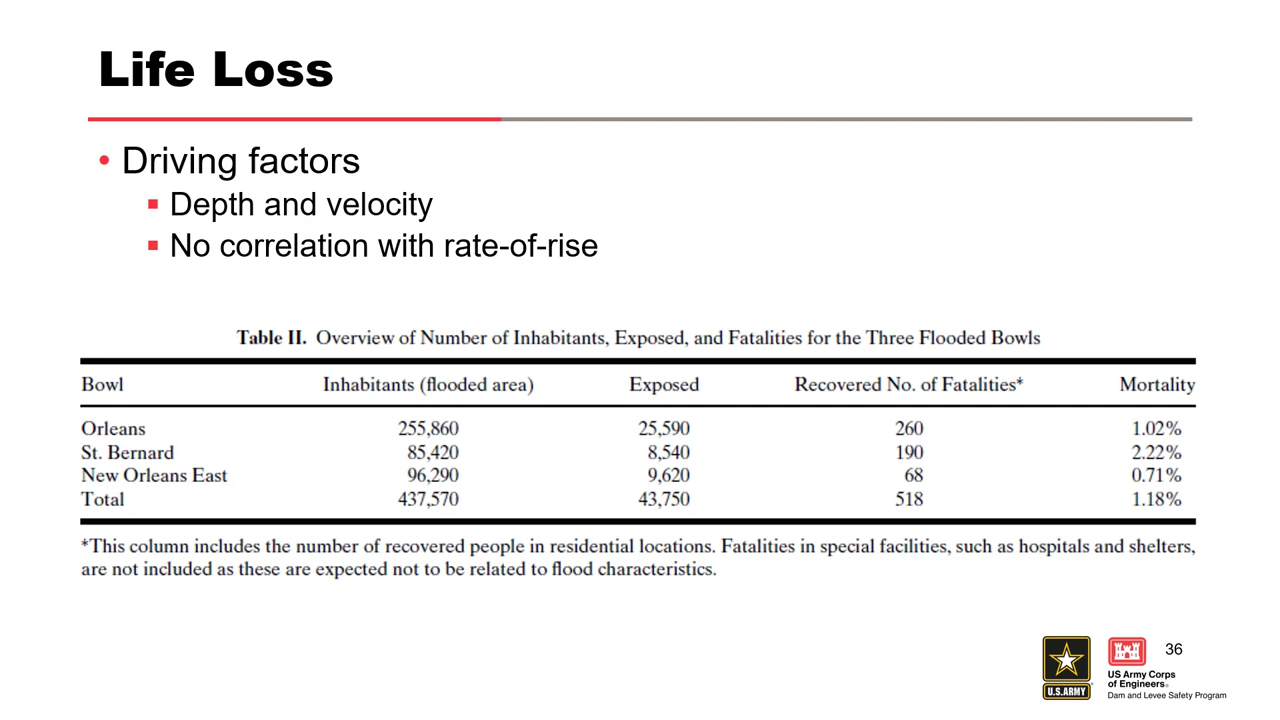 Life Loss
• Driving factors
▪ Depth and velocity
▪ No correlation with rate-of-rise
Table II. Overview of Number of Inhabitants, Exposed, and Fatalities for the Three Flooded Bowls
Bowl Inhabitants (flooded area) Exposed Recovered No. of Fatalities* Mortality
Orleans 255,860 25,590 260 1.02%
St. Bernard 85,420 8,540 190 2.22%
New Orleans East 96,290 9,620 68 0.71%
Total 437,570 43,750 518 1.18%
*This column includes the number of recovered people in residential locations. Fatalities in special facilities, such as hospitals and shelters,
are not included as these are expected not to be related to flood characteristics.
36
U.S.ARMY
US Army Corps
of Engineers®
Dam and Levee Safety Program